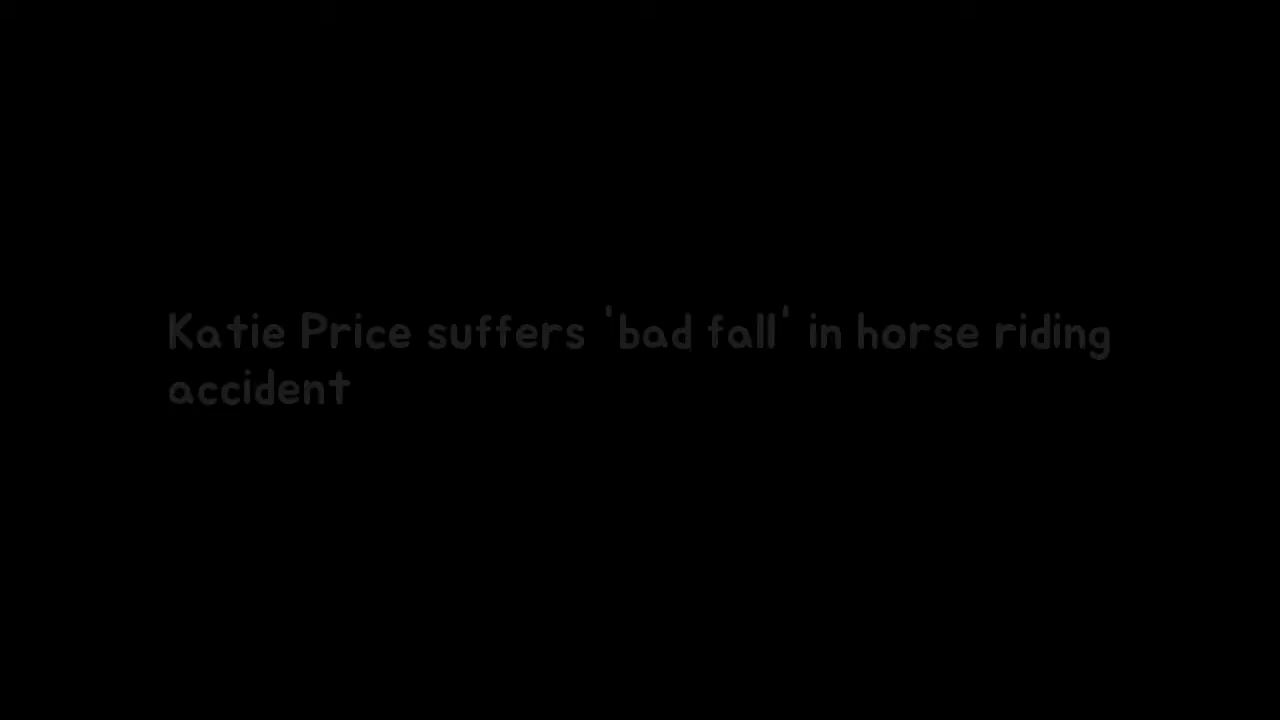 Katie Price suffers 'bad fall' in horse riding
accident